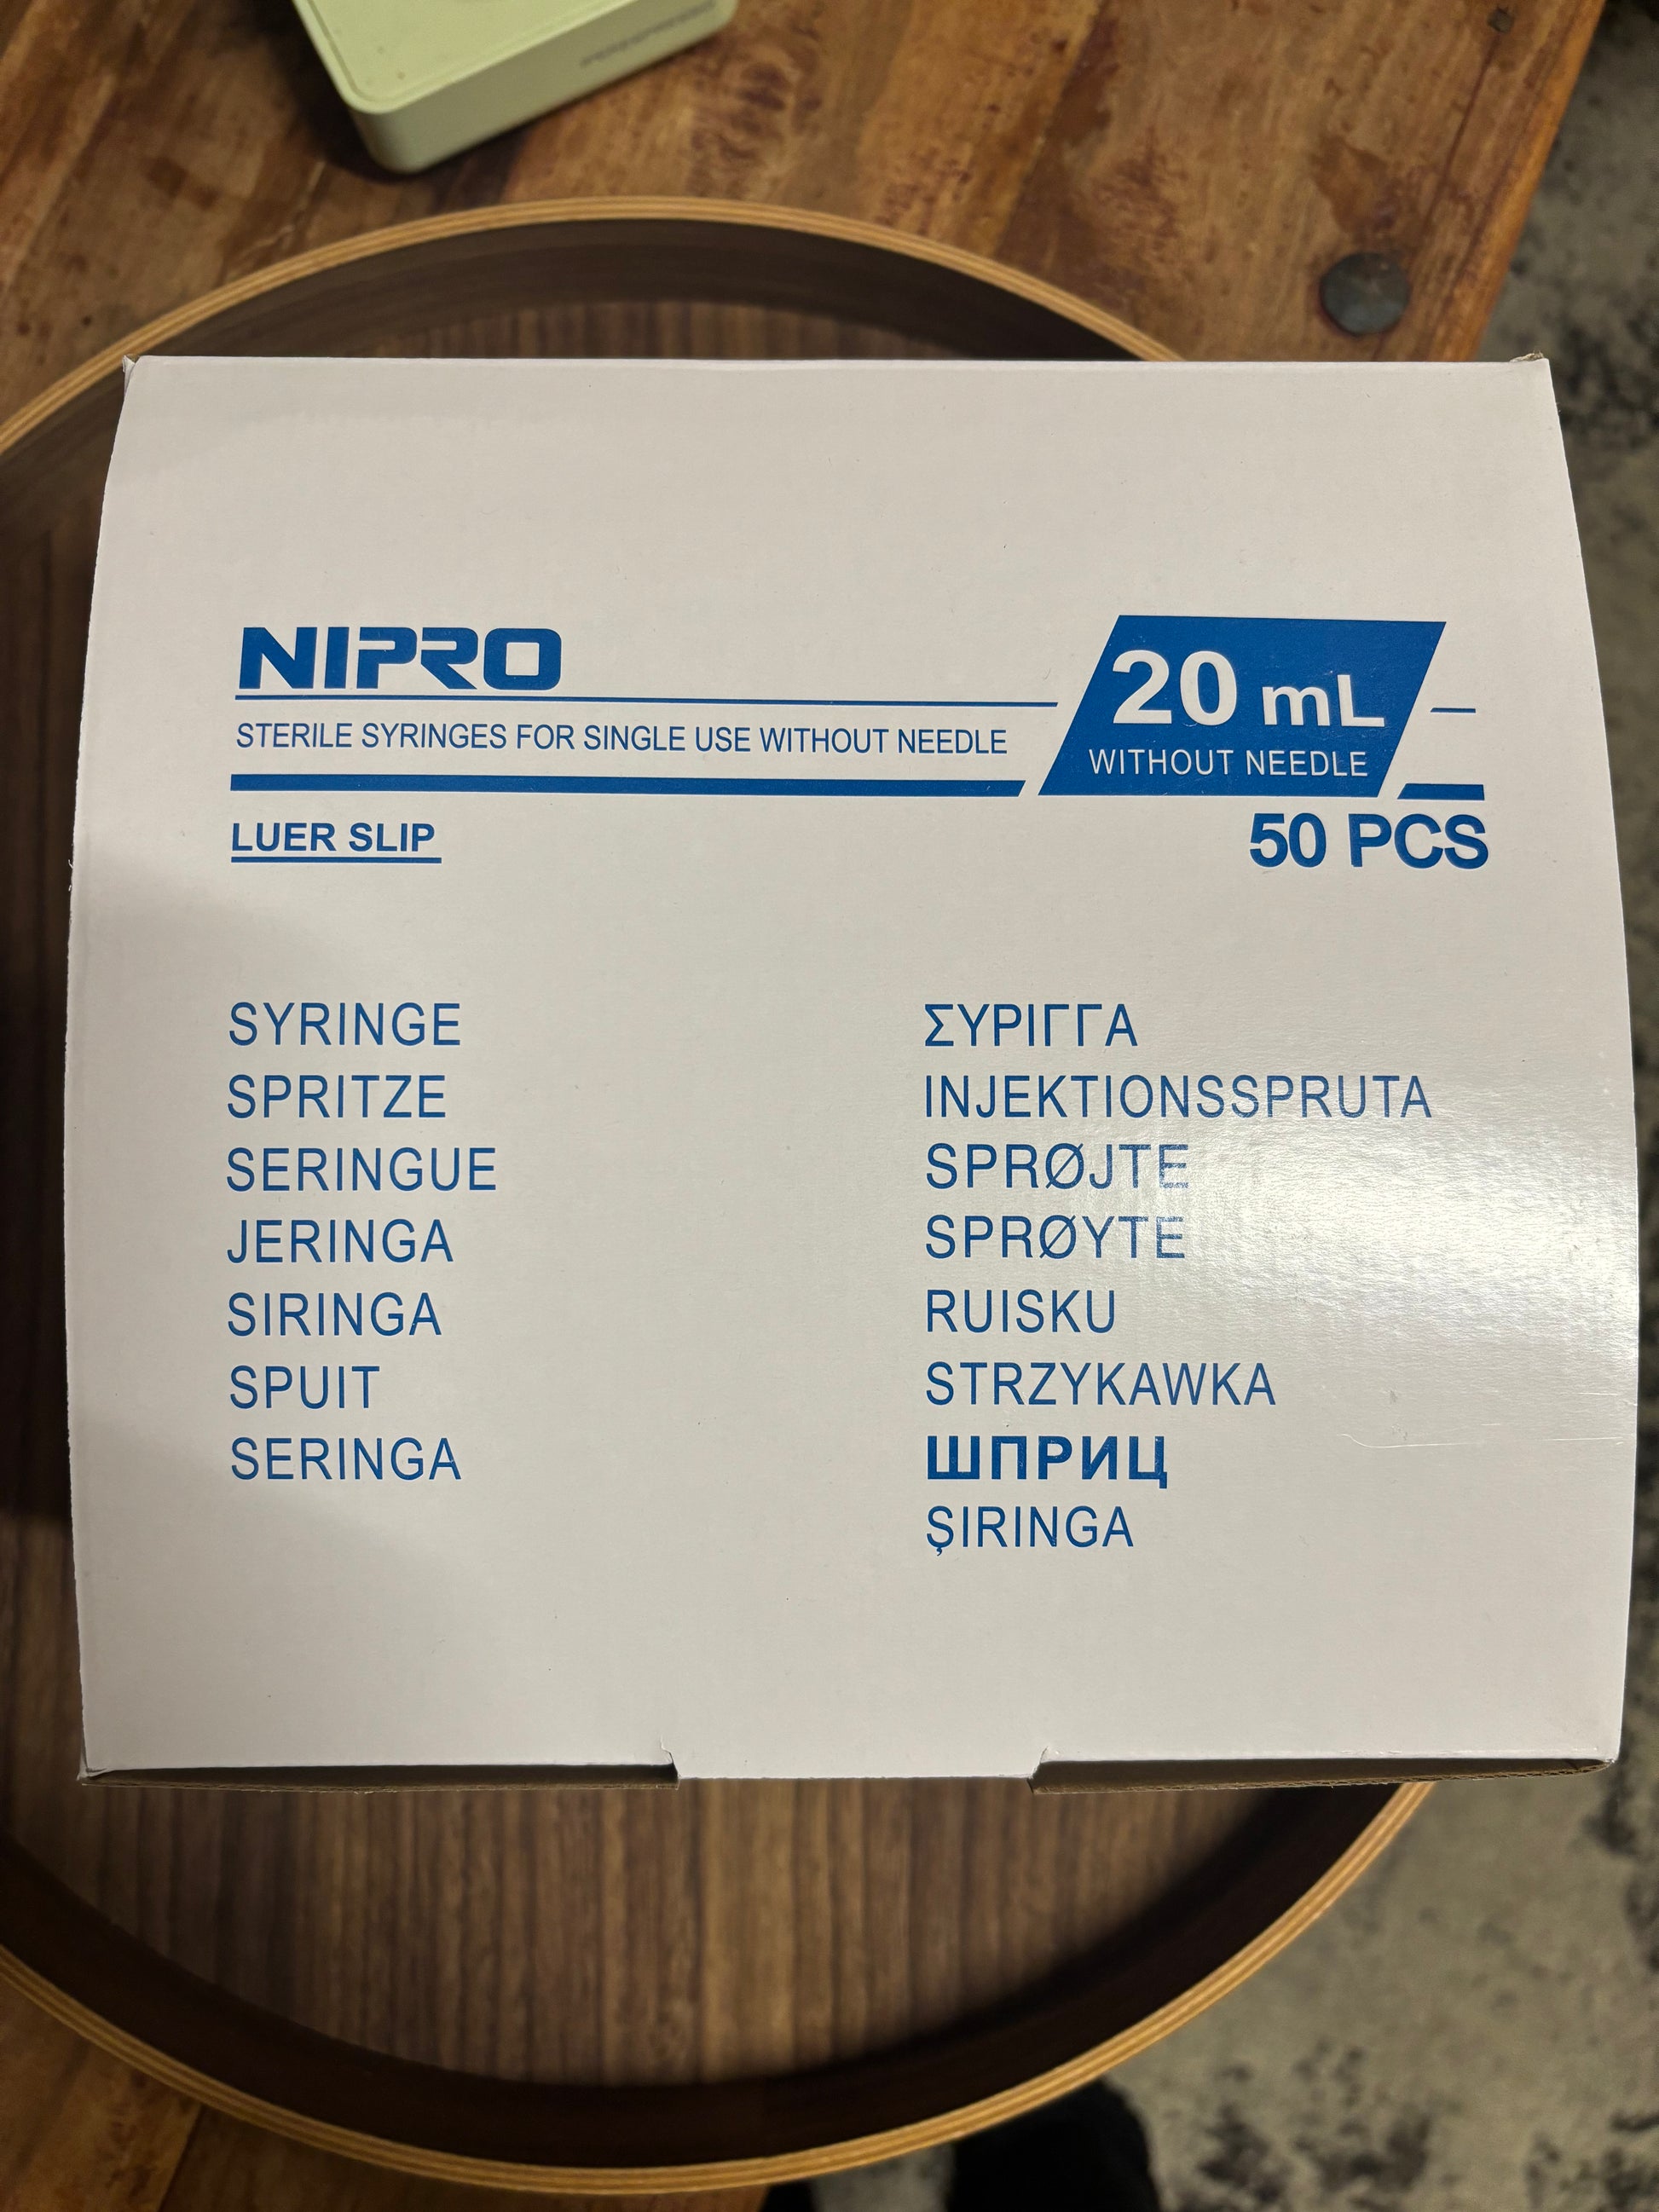 NIPRO
20 mL
STERILE SYRINGES FOR SINGLE USE WITHOUT NEEDLE
WITHOUT NEEDLE
LUER SLIP
50 PCS
SYRINGE
SPRITZE
SERINGUE
JERINGA
SIRINGA
SPUIT
SERINGA
ΣΥΡΙΓΓΑ
INJEKTIONSSPRUTA
SPRØJTE
SPRØYTE
RUISKU
STRZYKAWKA
ШПРИЦ
ŞIRINGA